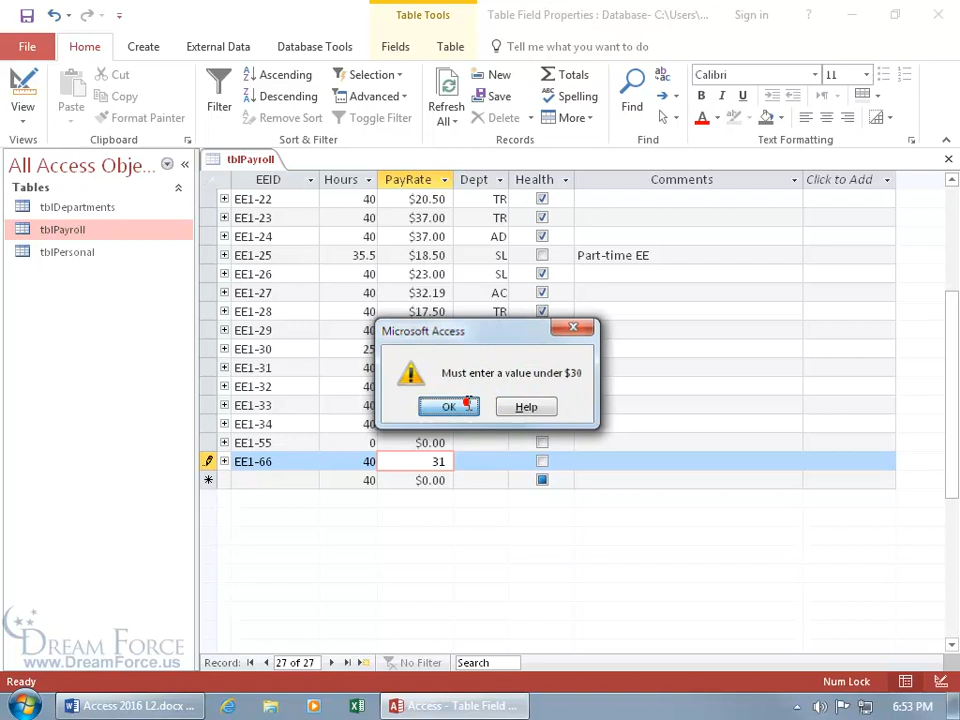 Table Tools
Table Field Properties : Database- C:\Users\...
Sign in
?
File
Home
Create
External Data
Database Tools
Fields
Table
Tell me what you want to do
View
Views
Paste
Cut
Copy
Format Painter
Clipboard
Filter
Ascending
Descending
Remove Sort
Selection
Advanced
Toggle Filter
Sort & Filter
Refresh
All
New
Save
Delete
Totals
Spelling
More
Records
Find
Find
Calibri
11
B I U
A
Text Formatting
All Access Obje...
Tables
tblDepartments
tblPayroll
tblPersonal
tblPayroll
EEID Hours PayRate Dept Health Comments Click to Add
EE1-22 40 $20.50 TR
EE1-23 40 $37.00 TR
EE1-24 40 $37.00 AD
EE1-25 35.5 $18.50 SL Part-time EE
EE1-26 40 $23.00 SL
EE1-27 40 $32.19 AC
EE1-28 40 $17.50 TR
EE1-29 40
EE1-30 25
EE1-31 40
EE1-32 40
EE1-33 40
EE1-34 40
EE1-55 0 $0.00
EE1-66 40 31
40 $0.00
Microsoft Access
Must enter a value under $30
OK
Help
DREAM FORCE
www.DreamForce.us
Record: 27 of 27 No Filter Search
Ready
Num Lock
Access 2016 L2.docx ...
Access - Table Field ...
6:53 PM